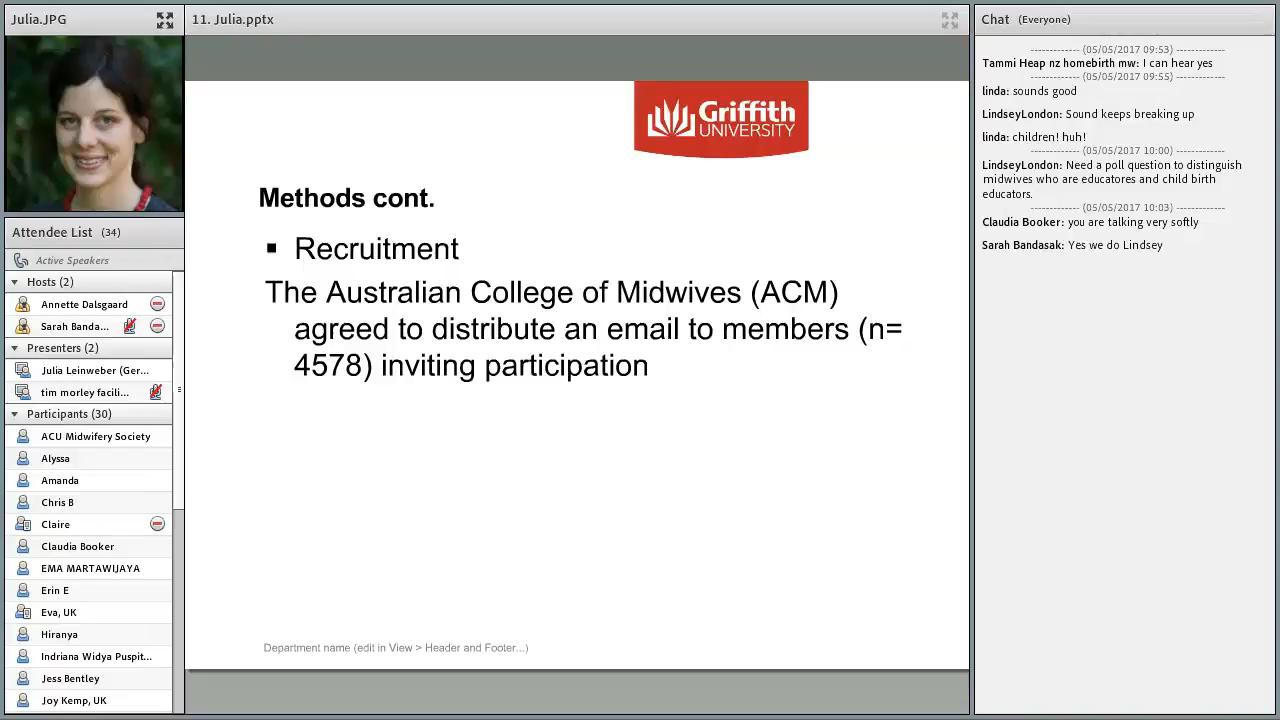 Julia.JPG
Attendee List (34)
Active Speakers
Hosts (2)
Annette Dalsgaard
Sarah Banda...
Presenters (2)
Julia Leinweber (Ger...
tim morley facili...
Participants (30)
ACU Midwifery Society
Alyssa
Amanda
Chris B
Claire
Claudia Booker
EMA MARTAWIJAYA
Erin E
Eva, UK
Hiranya
Indriana Widya Puspit...
Jess Bentley
Joy Kemp, UK
11. Julia.pptx
Griffith
UNIVERSITY
Methods cont.
▪ Recruitment
The Australian College of Midwives (ACM)
agreed to distribute an email to members (n=
4578) inviting participation
Department name (edit in View > Header and Footer...)
Chat (Everyone)
------------- (05/05/2017 09:53) -------------
Tammi Heap nz homebirth mw: I can hear yes
------------- (05/05/2017 09:55) -------------
linda: sounds good
LindseyLondon: Sound keeps breaking up
linda: children! huh!
------------- (05/05/2017 10:00) -------------
LindseyLondon: Need a poll question to distinguish
midwives who are educatores and child birth
educators.
------------- (05/05/2017 10:03) -------------
Claudia Booker: you are talking very softly
Sarah Bandasak: Yes we do Lindsey